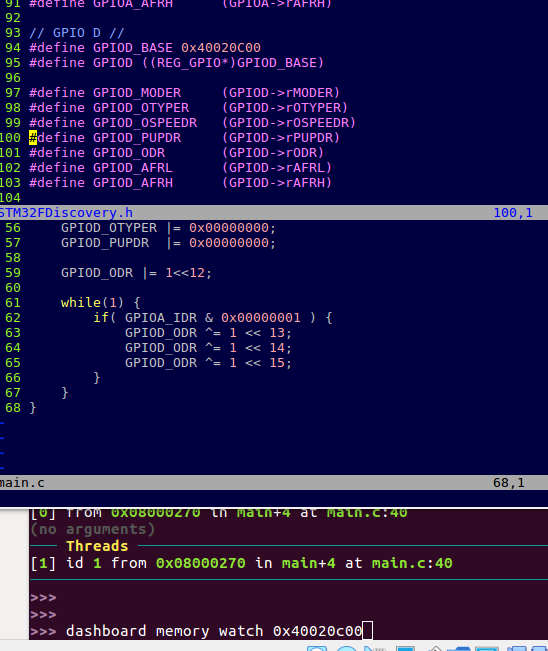 91 #define GPIOA_AFRH      (GPIOA->rAFRH)
92
93 // GPIO D //
94 #define GPIOD_BASE 0x40020C00
95 #define GPIOD ((REG_GPIO*)GPIOD_BASE)
96
97 #define GPIOD_MODER     (GPIOD->rMODER)
98 #define GPIOD_OTYPER    (GPIOD->rOTYPER)
99 #define GPIOD_OSPEEDR   (GPIOD->rOSPEEDR)
100 #define GPIOD_PUPDR     (GPIOD->rPUPDR)
101 #define GPIOD_ODR       (GPIOD->rODR)
102 #define GPIOD_AFRL      (GPIOD->rAFRL)
103 #define GPIOD_AFRH      (GPIOD->rAFRH)
104
STM32FDiscovery.h 100,1
56     GPIOD_OTYPER |= 0x00000000;
57     GPIOD_PUPDR  |= 0x00000000;
58
59     GPIOD_ODR |= 1<<12;
60
61     while(1) {
62         if( GPIOA_IDR & 0x00000001 ) {
63             GPIOD_ODR ^= 1 << 13;
64             GPIOD_ODR ^= 1 << 14;
65             GPIOD_ODR ^= 1 << 15;
66         }
67     }
68 }
~
~
~
~
main.c 68,1
[0] from 0x08000270 in main+4 at main.c:40
(no arguments)
Threads
[1] id 1 from 0x08000270 in main+4 at main.c:40
>>>
>>>
>>> dashboard memory watch 0x40020c00